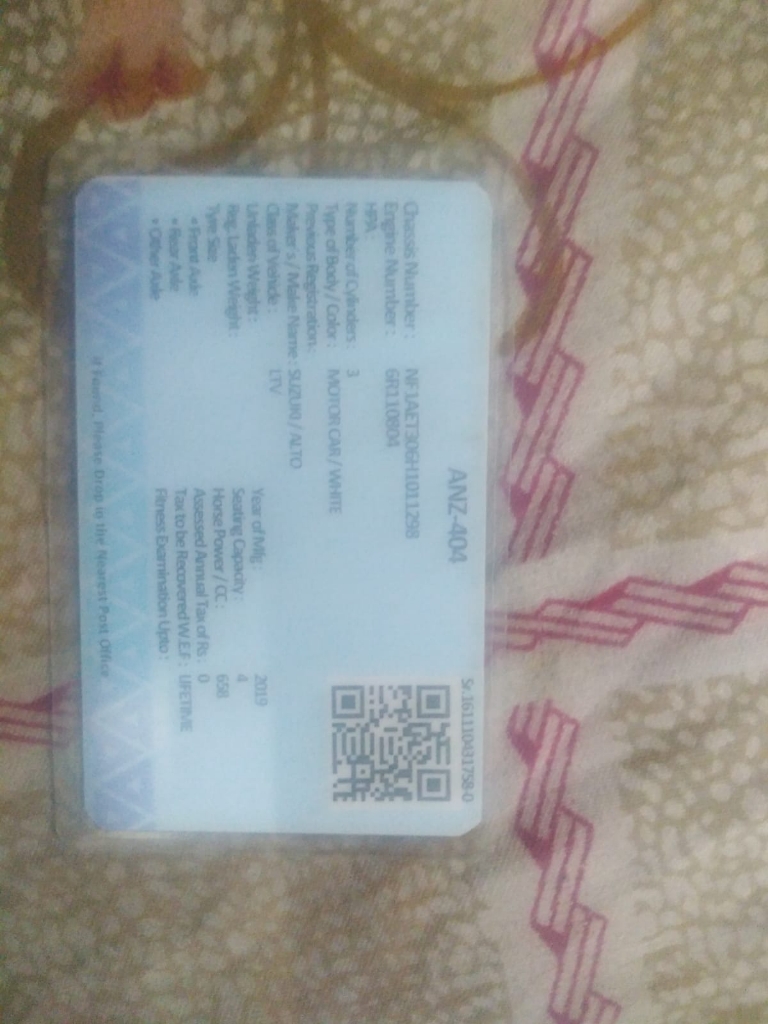 ANZ-404
Sr.161110431758-0
Chassis Number : NF1AET306H1011298
Engine Number : 6R110804
HPA :
Number of Cylinders : 3
Type of Body / Color : MOTOR CAR / WHITE
Previous Registration :
Maker's / Make Name : SUZUKI / ALTO
Class of Vehicle : LTV
Unladen Weight : Year of Mfg : 2019
Reg. Laden Weight : Seating Capacity : 4
Tyre Size Horse Power / CC : 658
• Front Axle Assessed Annual Tax of Rs : 0
• Rear Axle Tax to be Recovered W.E.F : LIFETIME
• Other Axle Fitness Examination Upto :
If Found, Please Drop in the Nearest Post Office